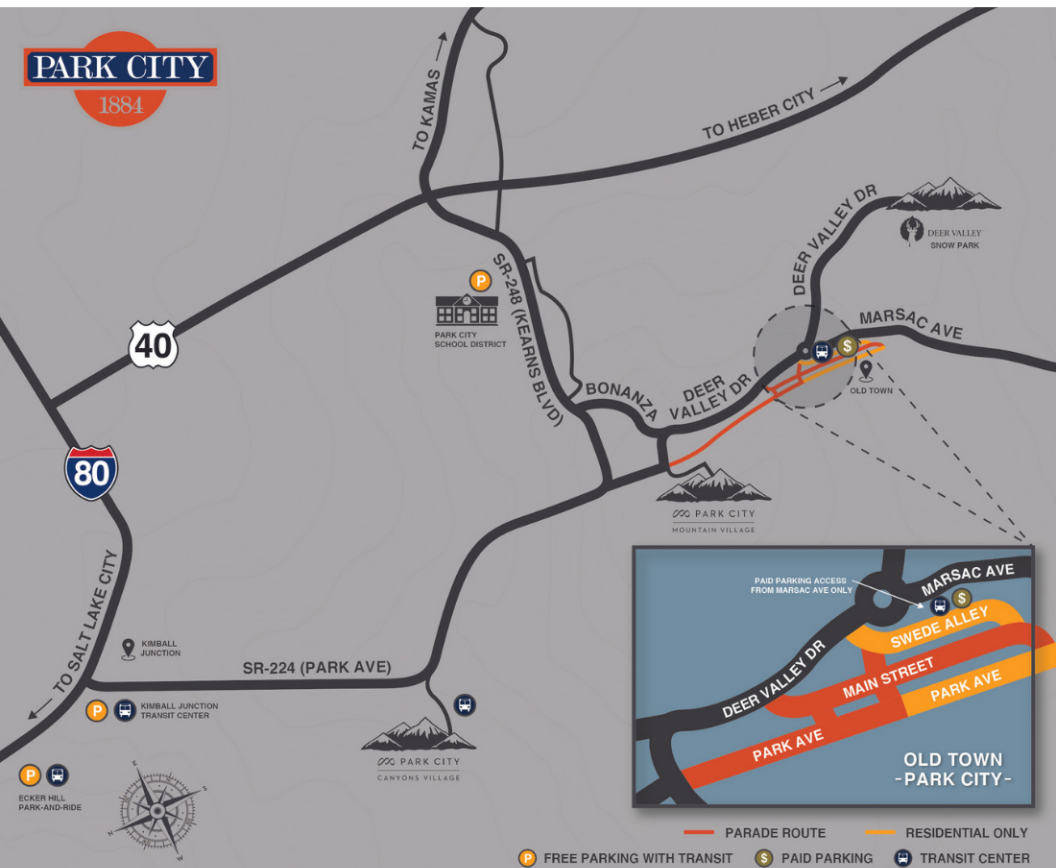 PARK CITY
1884
TO KAMAS
TO HEBER CITY
DEER VALLEY DR
DEER VALLEY
SNOW PARK
MARSAC AVE
40
P
PARK CITY
SCHOOL DISTRICT
SR-248 (KEARNS BLVD)
$
OLD TOWN
BONANZA
DEER
VALLEY DR
80
PARK CITY
MOUNTAIN VILLAGE
TO SALT LAKE CITY
KIMBALL
JUNCTION
SR-224 (PARK AVE)
P
KIMBALL JUNCTION
TRANSIT CENTER
PARK CITY
CANYONS VILLAGE
P
ECKER HILL
PARK-AND-RIDE
PAID PARKING ACCESS
FROM MARSAC AVE ONLY
MARSAC AVE
$
SWEDE ALLEY
DEER VALLEY DR
MAIN STREET
PARK AVE
PARK AVE
OLD TOWN
-PARK CITY-
PARADE ROUTE
RESIDENTIAL ONLY
P FREE PARKING WITH TRANSIT
$ PAID PARKING
TRANSIT CENTER